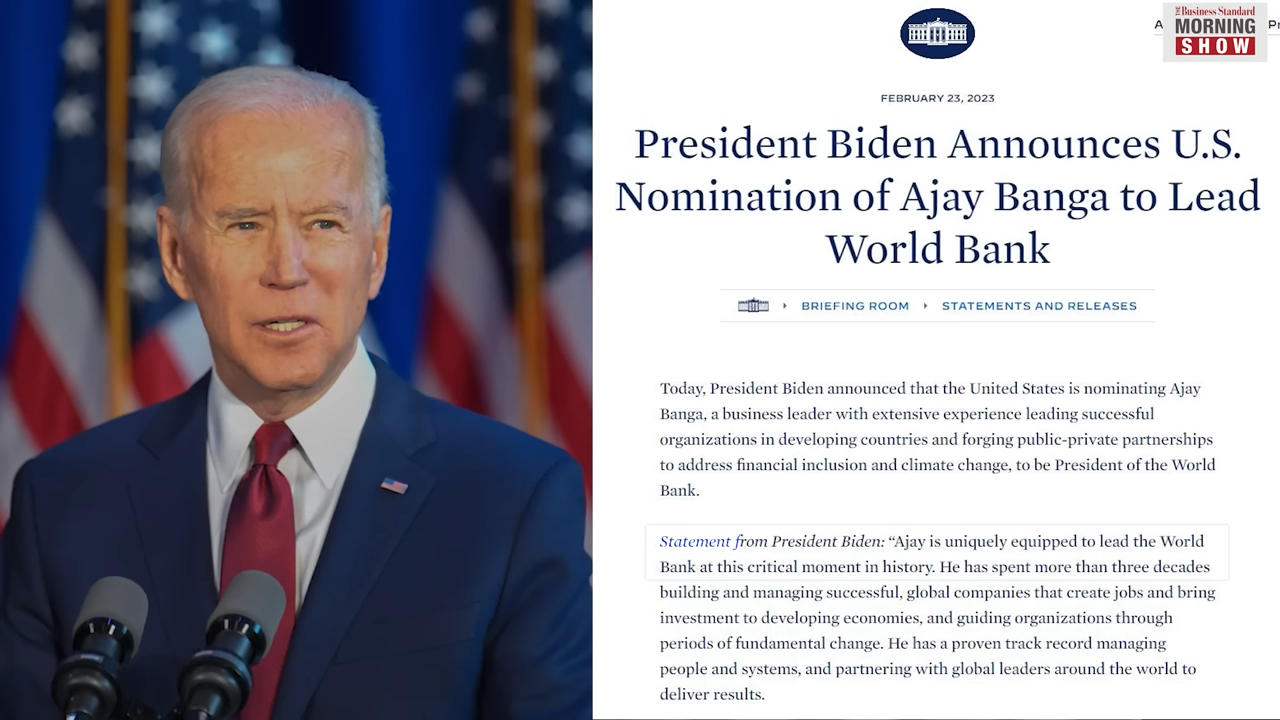 THE Business Standard
MORNING
SHOW
FEBRUARY 23, 2023
President Biden Announces U.S.
Nomination of Ajay Banga to Lead
World Bank
BRIEFING ROOM
STATEMENTS AND RELEASES
Today, President Biden announced that the United States is nominating Ajay
Banga, a business leader with extensive experience leading successful
organizations in developing countries and forging public-private partnerships
to address financial inclusion and climate change, to be President of the World
Bank.
Statement from President Biden: “Ajay is uniquely equipped to lead the World
Bank at this critical moment in history. He has spent more than three decades
building and managing successful, global companies that create jobs and bring
investment to developing economies, and guiding organizations through
periods of fundamental change. He has a proven track record managing
people and systems, and partnering with global leaders around the world to
deliver results.